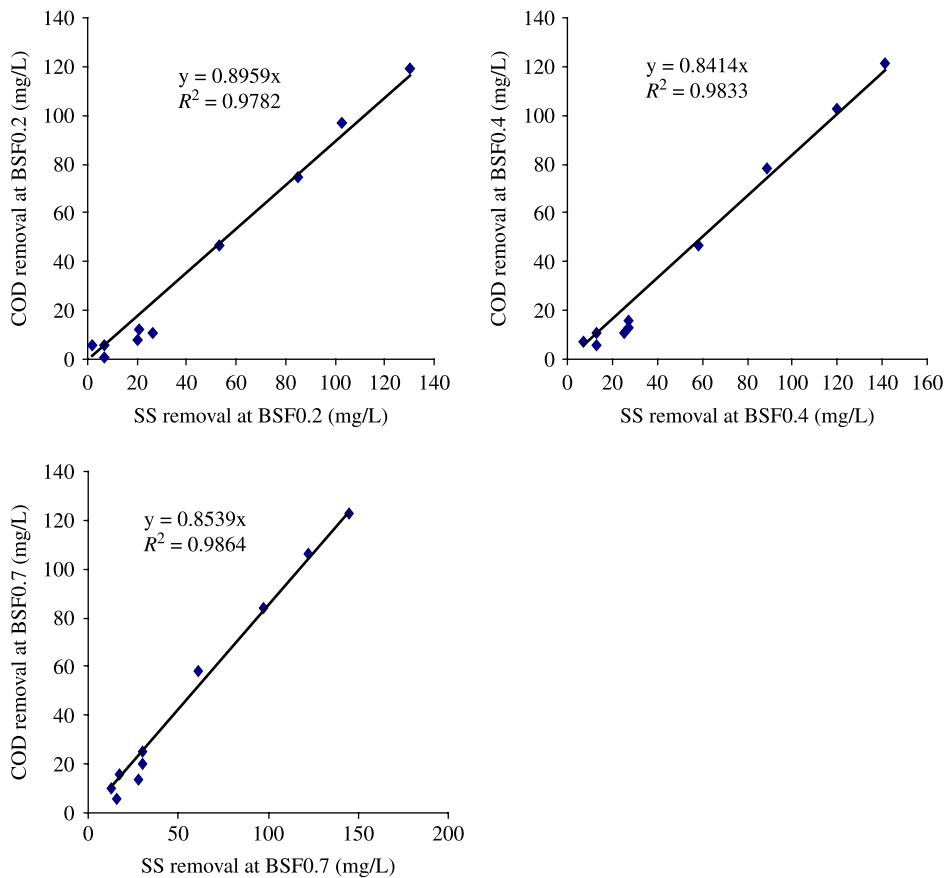 140
120
100
80
60
40
20
0
0 20 40 60 80 100 120 140
COD removal at BSF0.2 (mg/L)
SS removal at BSF0.2 (mg/L)
y = 0.8959x
R² = 0.9782
140
120
100
80
60
40
20
0
0 20 40 60 80 100 120 140 160
COD removal at BSF0.4 (mg/L)
SS removal at BSF0.4 (mg/L)
y = 0.8414x
R² = 0.9833
140
120
100
80
60
40
20
0
0 50 100 150 200
COD removal at BSF0.7 (mg/L)
SS removal at BSF0.7 (mg/L)
y = 0.8539x
R² = 0.9864